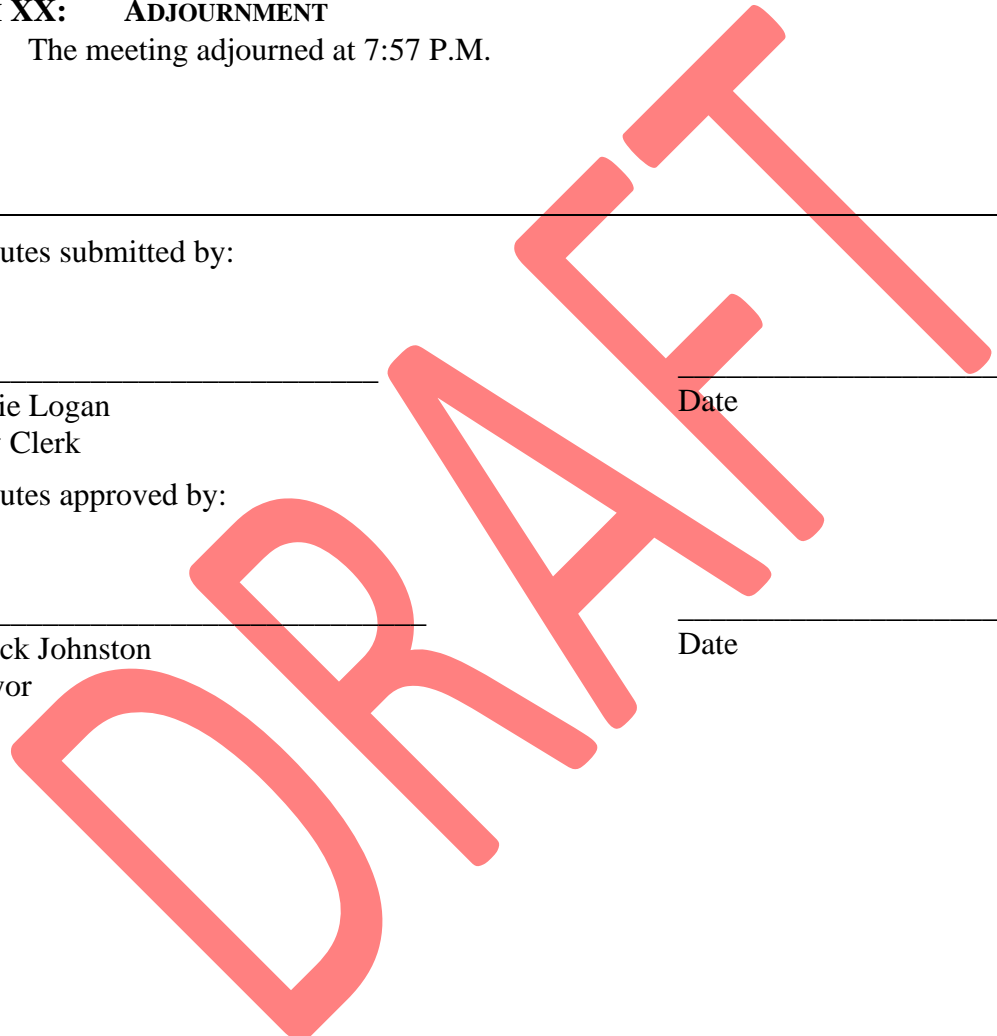 XX: ADJOURNMENT
The meeting adjourned at 7:57 P.M.
utes submitted by:
ie Logan
Date
Clerk
utes approved by:
ck Johnston
Date
vor
DRAFT